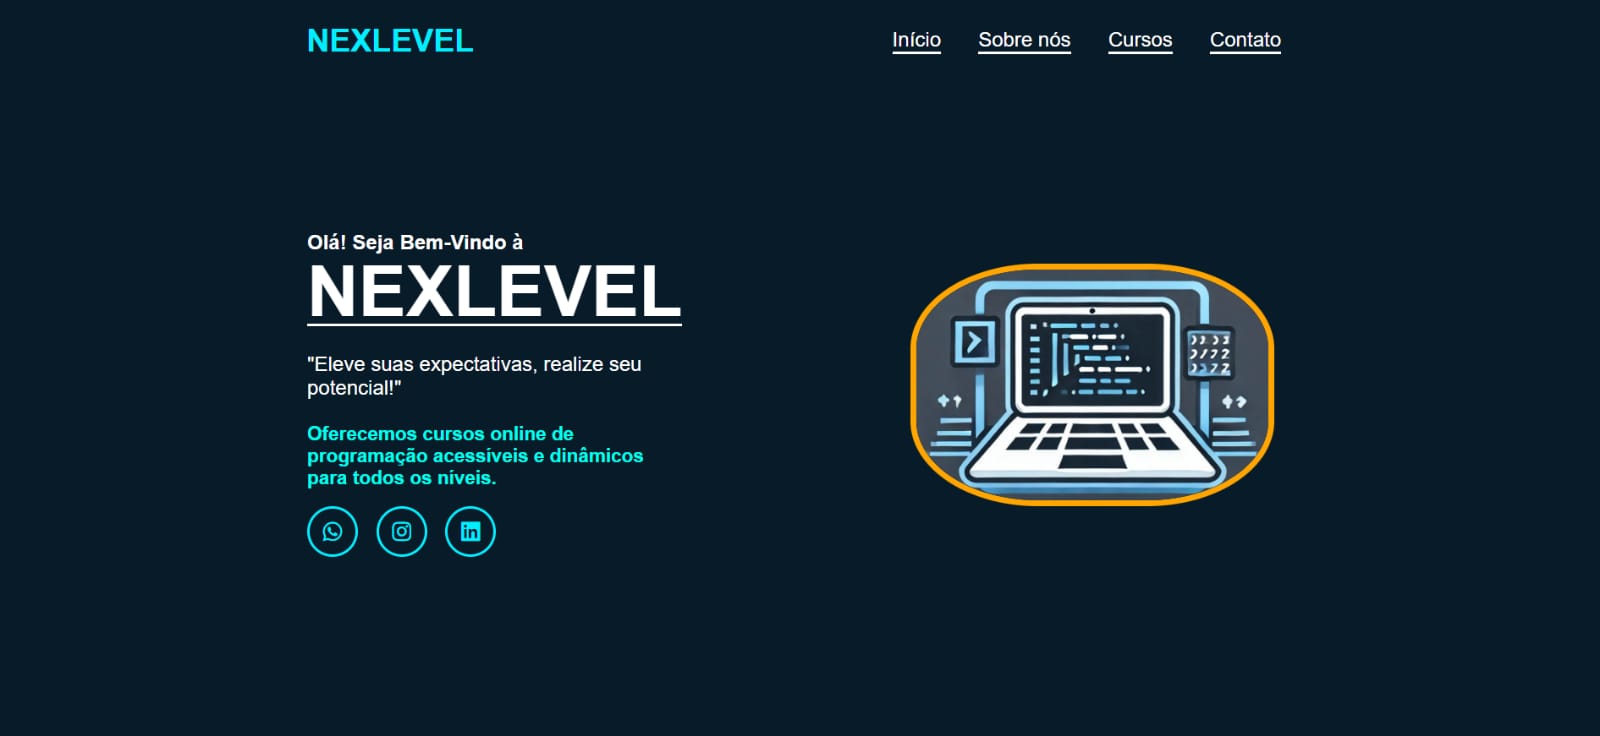 NEXLEVEL
Início Sobre nós Cursos Contato
Olá! Seja Bem-Vindo à
NEXLEVEL
"Eleve suas expectativas, realize seu
potencial!"
Oferecemos cursos online de
programação acessíveis e dinâmicos
para todos os níveis.
in